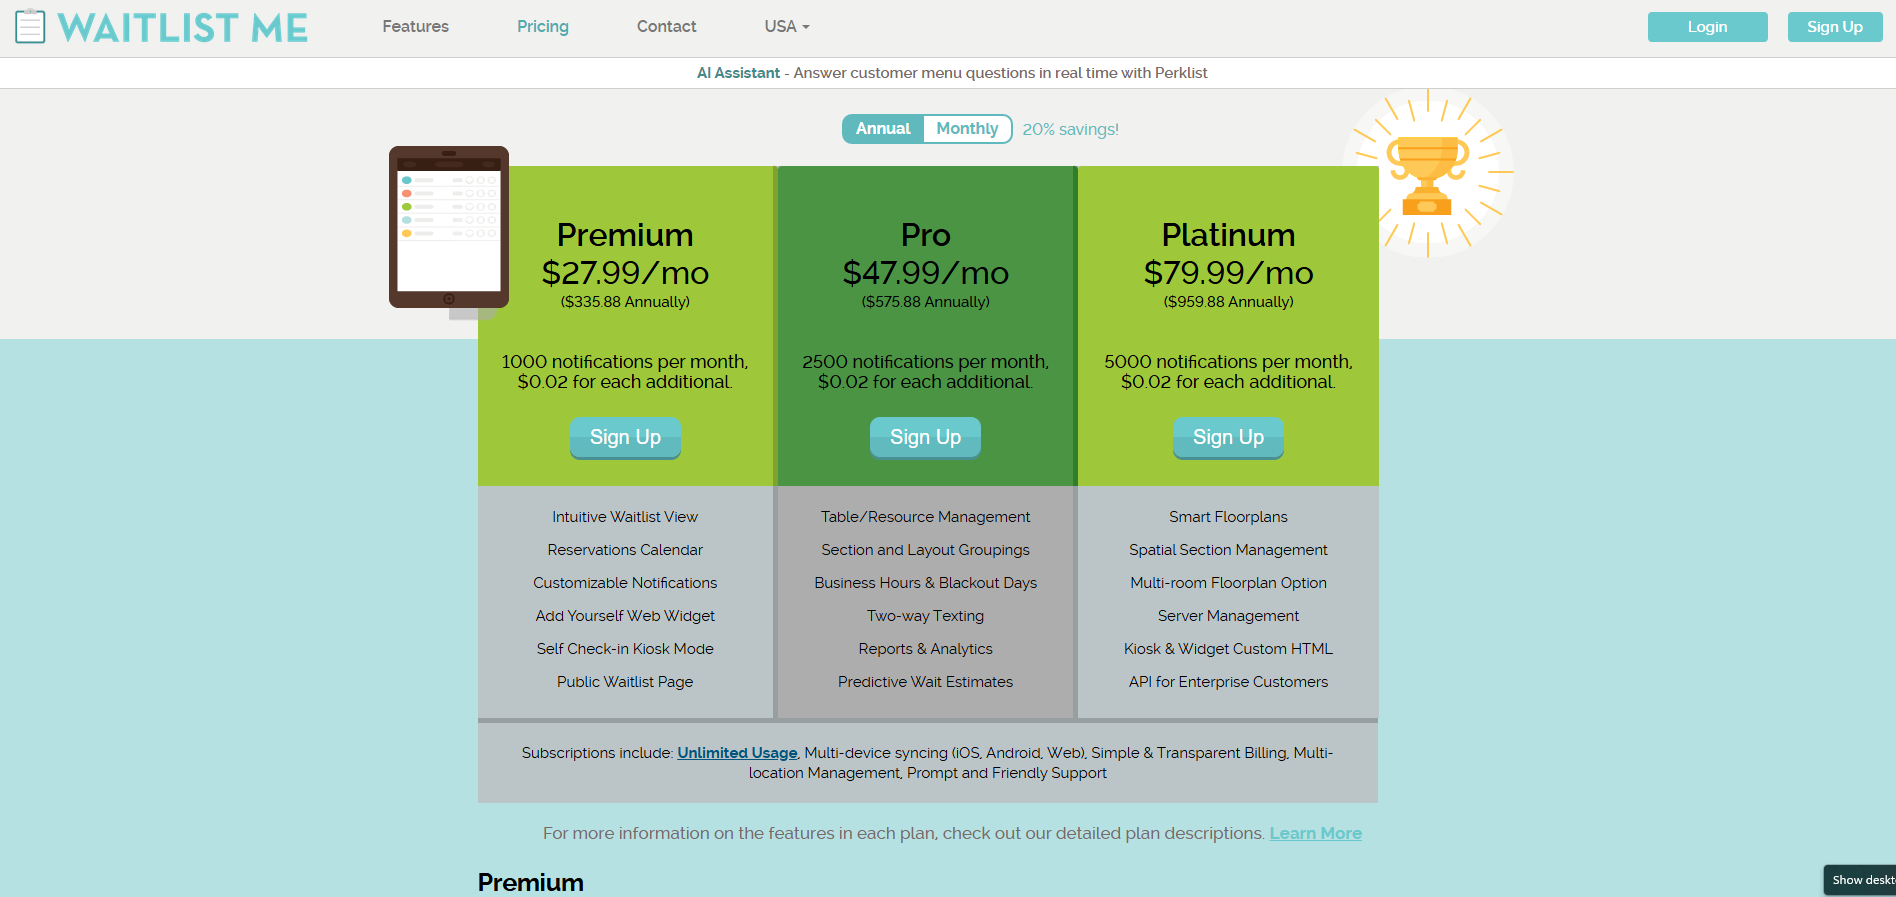 WAITLIST ME
Features
Pricing
Contact
USA
Login
Sign Up
AI Assistant - Answer customer menu questions in real time with Perklist
Annual
Monthly
20% savings!
Premium
$27.99/mo
($335.88 Annually)
1000 notifications per month,
$0.02 for each additional.
Sign Up
Intuitive Waitlist View
Reservations Calendar
Customizable Notifications
Add Yourself Web Widget
Self Check-in Kiosk Mode
Public Waitlist Page
Pro
$47.99/mo
($575.88 Annually)
2500 notifications per month,
$0.02 for each additional.
Sign Up
Table/Resource Management
Section and Layout Groupings
Business Hours & Blackout Days
Two-way Texting
Reports & Analytics
Predictive Wait Estimates
Platinum
$79.99/mo
($959.88 Annually)
5000 notifications per month,
$0.02 for each additional.
Sign Up
Smart Floorplans
Spatial Section Management
Multi-room Floorplan Option
Server Management
Kiosk & Widget Custom HTML
API for Enterprise Customers
Subscriptions include: Unlimited Usage, Multi-device syncing (iOS, Android, Web), Simple & Transparent Billing, Multi-
location Management, Prompt and Friendly Support
For more information on the features in each plan, check out our detailed plan descriptions. Learn More
Premium
Show deskt